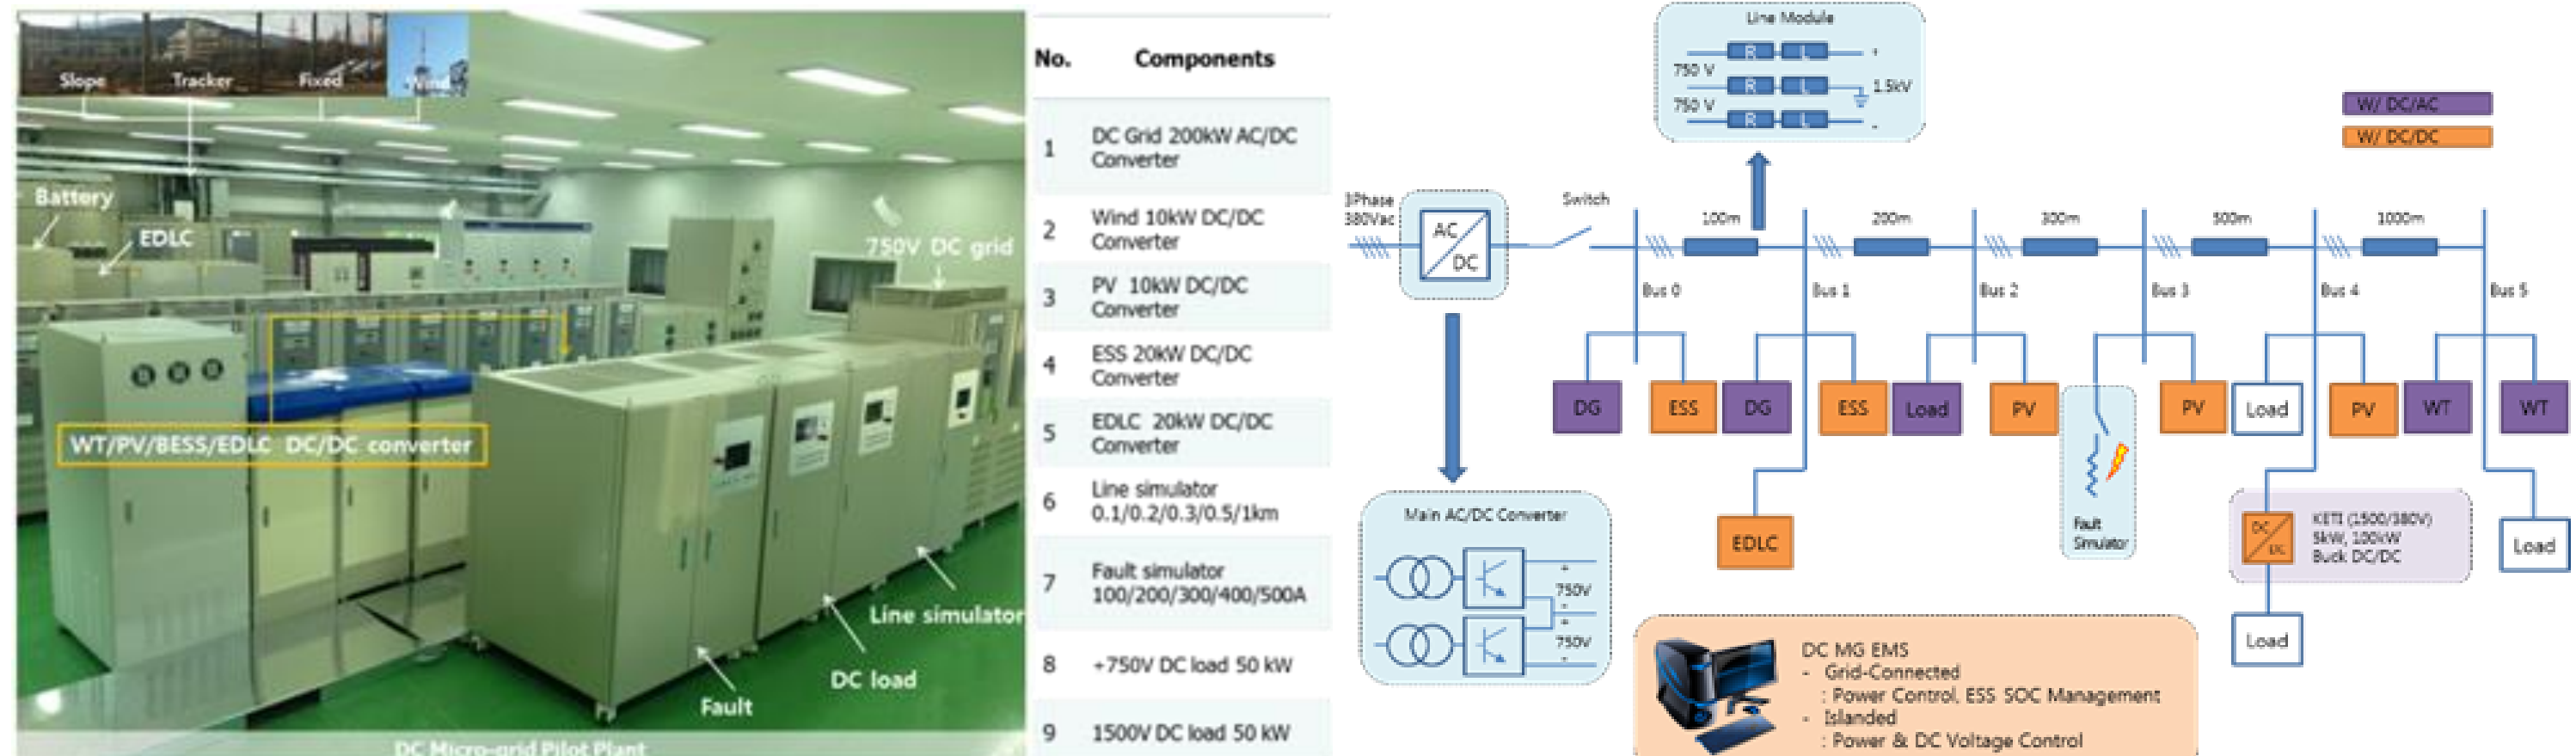 Slope
Tracker
Fixed
Wind
Battery
EDLC
750V DC grid
WT/PV/BESS/EDLC DC/DC converter
Line simulator
DC load
Fault
DC Micro-grid Pilot Plant
No. Components
1 DC Grid 200kW AC/DC
Converter
2 Wind 10kW DC/DC
Converter
3 PV 10kW DC/DC
Converter
4 ESS 20kW DC/DC
Converter
5 EDLC 20kW DC/DC
Converter
6 Line simulator
0.1/0.2/0.3/0.5/1km
7 Fault simulator
100/200/300/400/500A
8 +750V DC load 50 kW
9 1500V DC load 50 kW
Line Module
R L +
750 V
R L 1.5kV
750 V
R L -
W/ DC/AC
W/ DC/DC
3Phase
380Vac
AC
DC
Switch
100m
200m
300m
500m
1000m
Bus 0
Bus 1
Bus 2
Bus 3
Bus 4
Bus 5
DG
ESS
DG
ESS
Load
PV
PV
Load
PV
WT
WT
EDLC
Fault
Simulator
DC
DC
KETI (1500/380V)
5kW, 100kW
Buck DC/DC
Load
Load
Main AC/DC Converter
+
750V
-
+
750V
-
DC MG EMS
- Grid-Connected
: Power Control, ESS SOC Management
- Islanded
: Power & DC Voltage Control